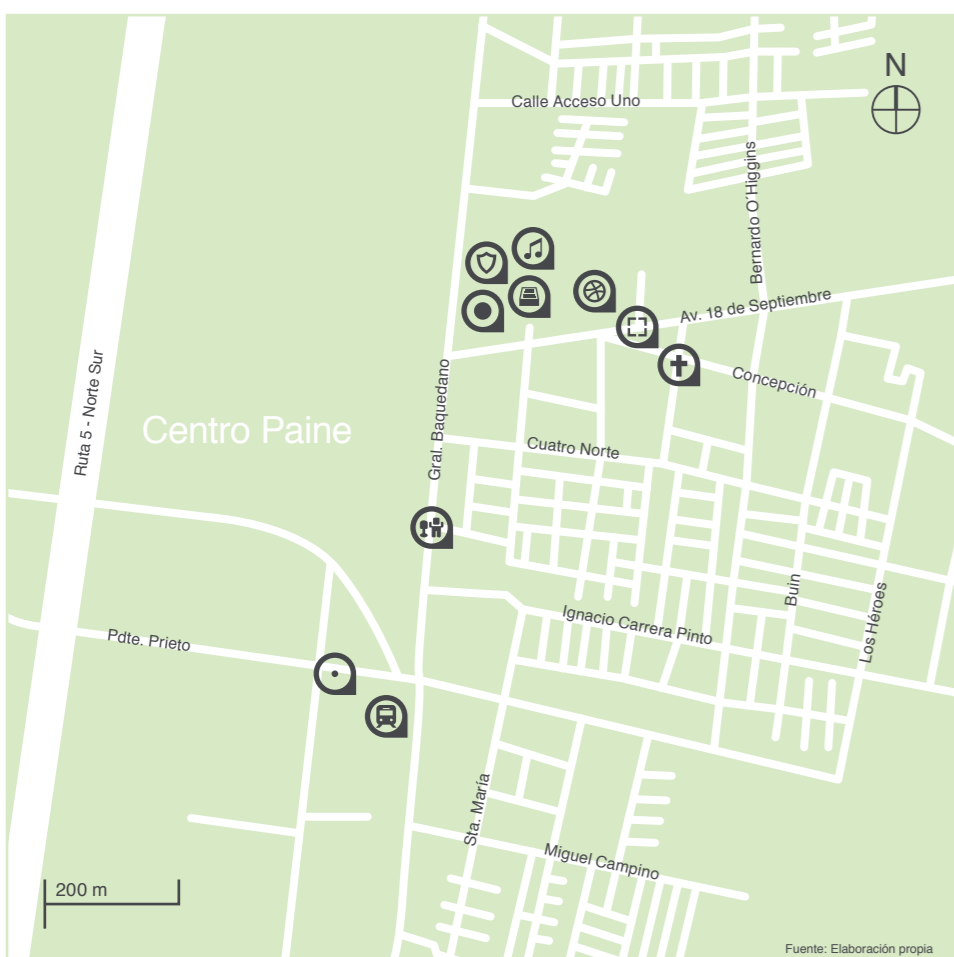 N
Calle Acceso Uno
Bernardo O'Higgins
Av. 18 de Septiembre
Ruta 5 - Norte Sur
Gral. Baquedano
Concepción
Centro Paine
Cuatro Norte
Buin
Los Héroes
Ignacio Carrera Pinto
Pdte. Prieto
Sta. María
Miguel Campino
200 m
Fuente: Elaboración propia